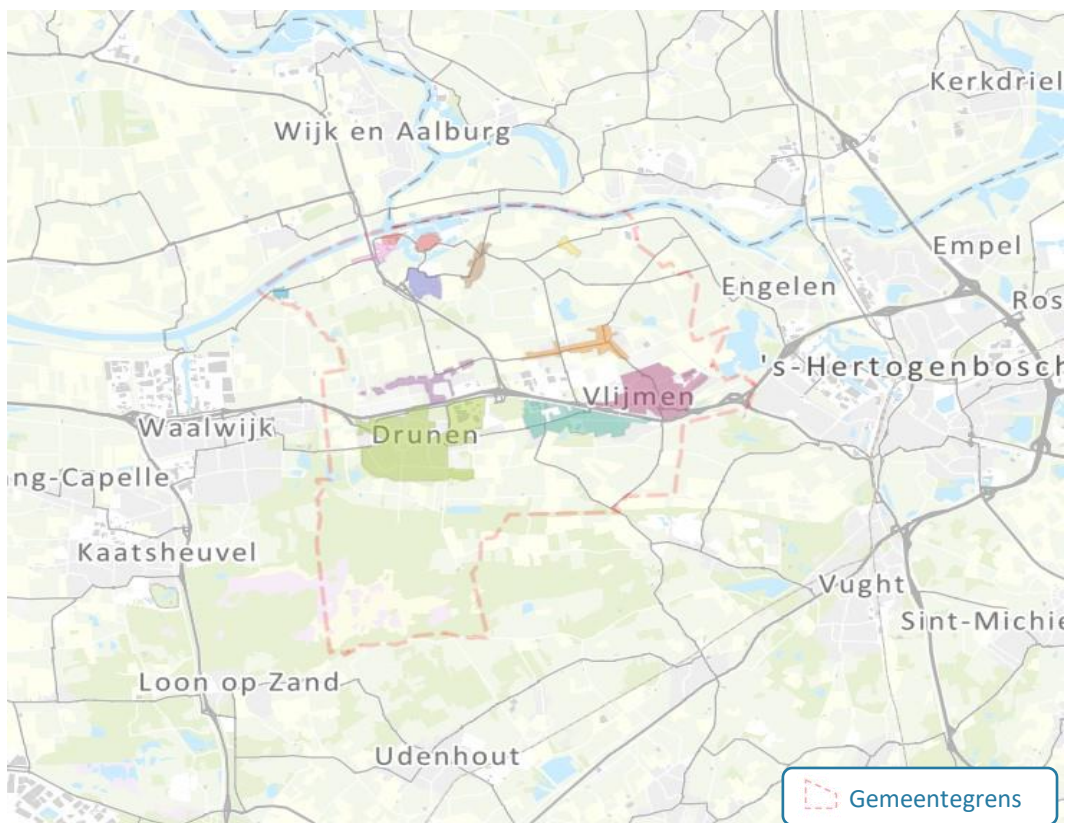 Kerkdriel
Wijk en Aalburg
Empel
Engelen
Ros
's-Hertogenbosch
Vlijmen
Waalwijk
Drunen
ng-Capelle
Kaatsheuvel
Vught
Sint-Michie
Loon op Zand
Udenhout
Gemeentegrens